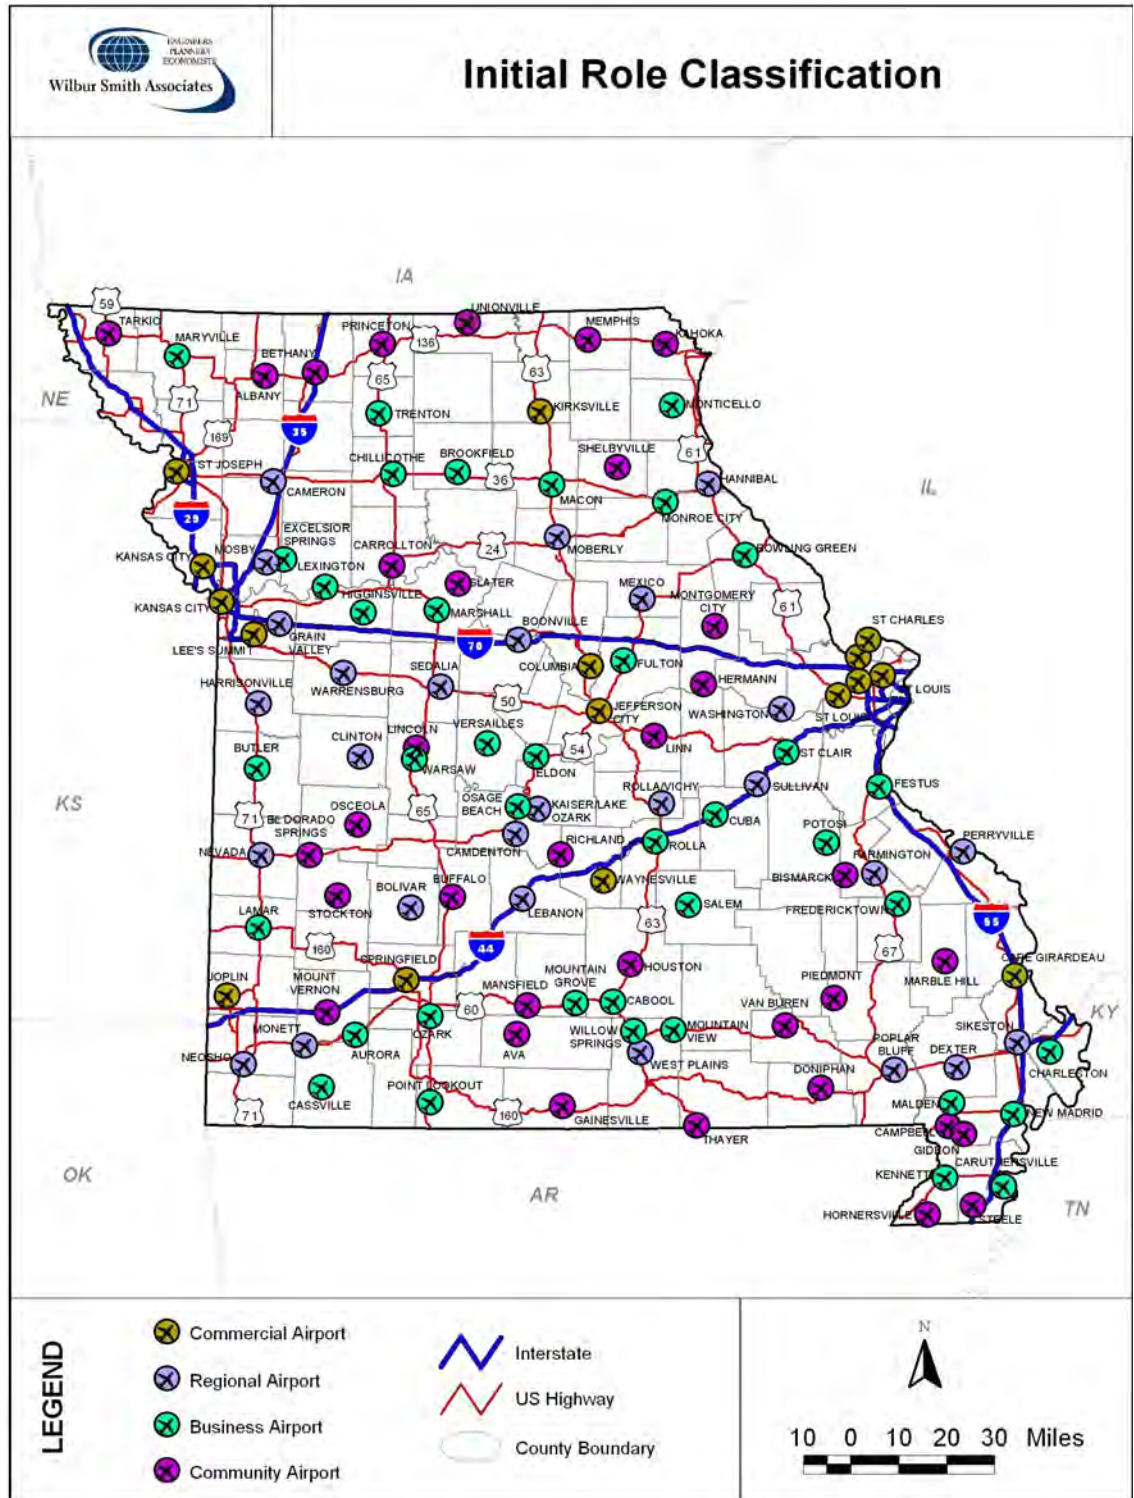 ENGINEERS
PLANNERS
ECONOMISTS
Wilbur Smith Associates
Initial Role Classification
IA
59
TARKIO
MARYVILLE
BETHANY
PRINCETON
UNIONVILLE
136
MEMPHIS
KAHOKA
NE
71
ALBANY
65
63
169
35
TRENTON
KIRKSVILLE
MONTICELLO
ST JOSEPH
CAMERON
CHILLICOTHE
BROOKFIELD
36
SHELBYVILLE
61
MACON
HANNIBAL
IL
29
MONROE CITY
EXCELSIOR
SPRINGS
MOSBY
KANSAS CITY
LEXINGTON
CARROLLTON
24
MOBERLY
BOWLING GREEN
SLATER
MEXICO
MONTGOMERY
CITY
61
KANSAS CITY
HIGGINSVILLE
MARSHALL
BOONVILLE
ST CHARLES
GRAIN
VALLEY
LEE'S SUMMIT
70
COLUMBIA
FULTON
HARRISONVILLE
WARRENSBURG
SEDALIA
50
HERMANN
ST LOUIS
WASHINGTON
JEFFERSON
CITY
ST LOUIS
BUTLER
CLINTON
LINCOLN
VERSAILLES
54
LINN
ST CLAIR
WARSAW
ELDON
KS
71
OSCEOLA
65
OSAGE
BEACH
KAISER/LAKE
OZARK
ROLLA/VICHY
SULLIVAN
FESTUS
EL DORADO
SPRINGS
CUBA
POTOSI
NEVADA
CAMDENTON
RICHLAND
ROLLA
PERRYVILLE
FARMINGTON
BISMARCK
STOCKTON
BOLIVAR
BUFFALO
LEBANON
WAYNESVILLE
SALEM
FREDERICKTOWN
55
LAMAR
160
44
63
67
JOPLIN
MOUNT
VERNON
SPRINGFIELD
MANSFIELD
MOUNTAIN
GROVE
HOUSTON
PIEDMONT
MARBLE HILL
CAPE GIRARDEAU
60
CABOOL
VAN BUREN
KY
MONETT
OZARK
WILLOW
SPRINGS
MOUNTAIN
VIEW
POPLAR
BLUFF
DEXTER
SIKESTON
NEOSHO
AURORA
AVA
WEST PLAINS
DONIPHAN
CHARLESTON
CASSVILLE
POINT LOOKOUT
71
160
GAINESVILLE
THAYER
MALDEN
NEW MADRID
CAMPBELL
GIDEON
CARUTHERSVILLE
KENNETT
OK
AR
TN
HORNERSVILLE
STEELE
LEGEND
Commercial Airport
Regional Airport
Business Airport
Community Airport
Interstate
US Highway
County Boundary
N
10 0 10 20 30 Miles